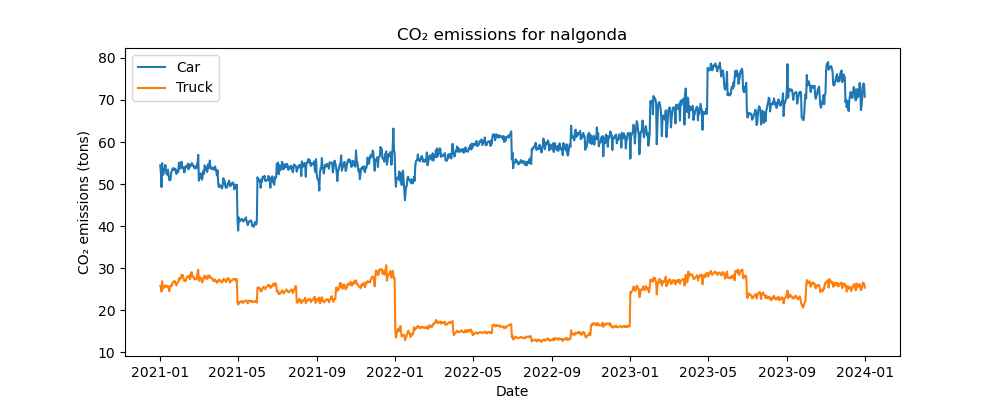 CO₂ emissions for nalgonda
Car
Truck
CO₂ emissions (tons)
80
70
60
50
40
30
20
10
2021-01 2021-05 2021-09 2022-01 2022-05 2022-09 2023-01 2023-05 2023-09 2024-01
Date